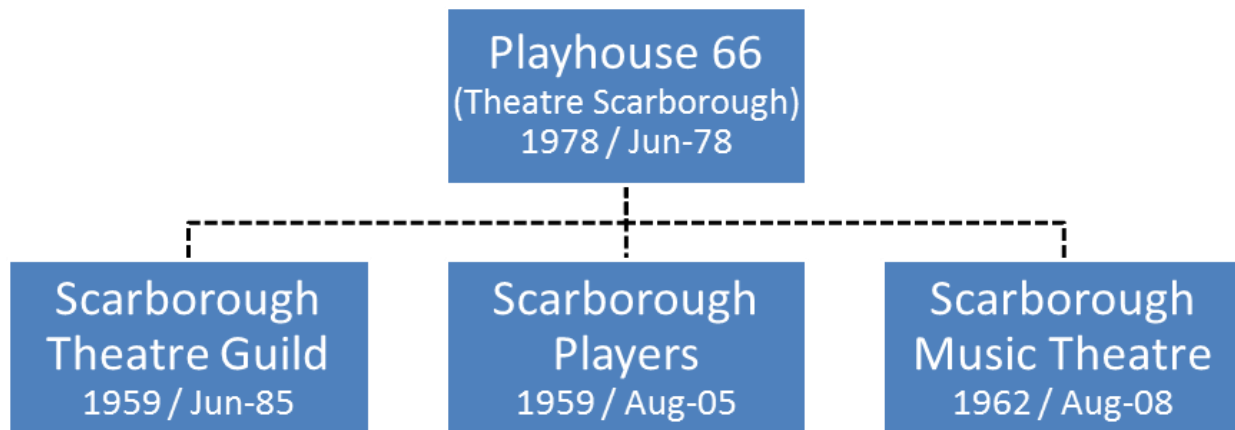 Playhouse 66
(Theatre Scarborough)
1978 / Jun-78
Scarborough
Theatre Guild
1959 / Jun-85
Scarborough
Players
1959 / Aug-05
Scarborough
Music Theatre
1962 / Aug-08